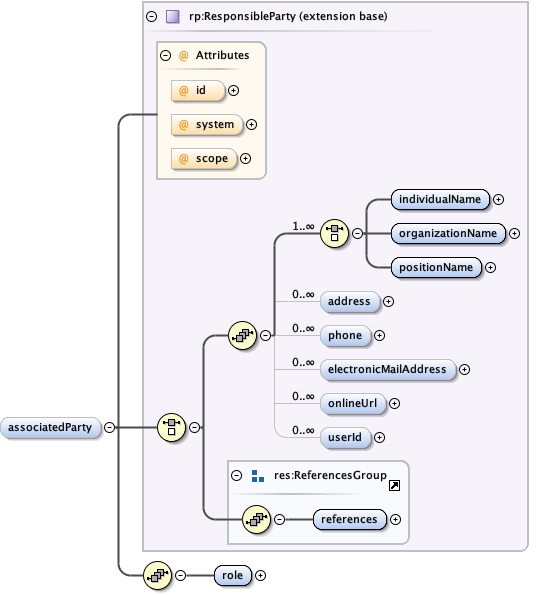 rp:ResponsibleParty (extension base)
@ Attributes
@ id
@ system
@ scope
1..∞
individualName
organizationName
positionName
0..∞ address
0..∞ phone
0..∞ electronicMailAddress
0..∞ onlineUrl
0..∞ userId
associatedParty
res:ReferencesGroup
references
role